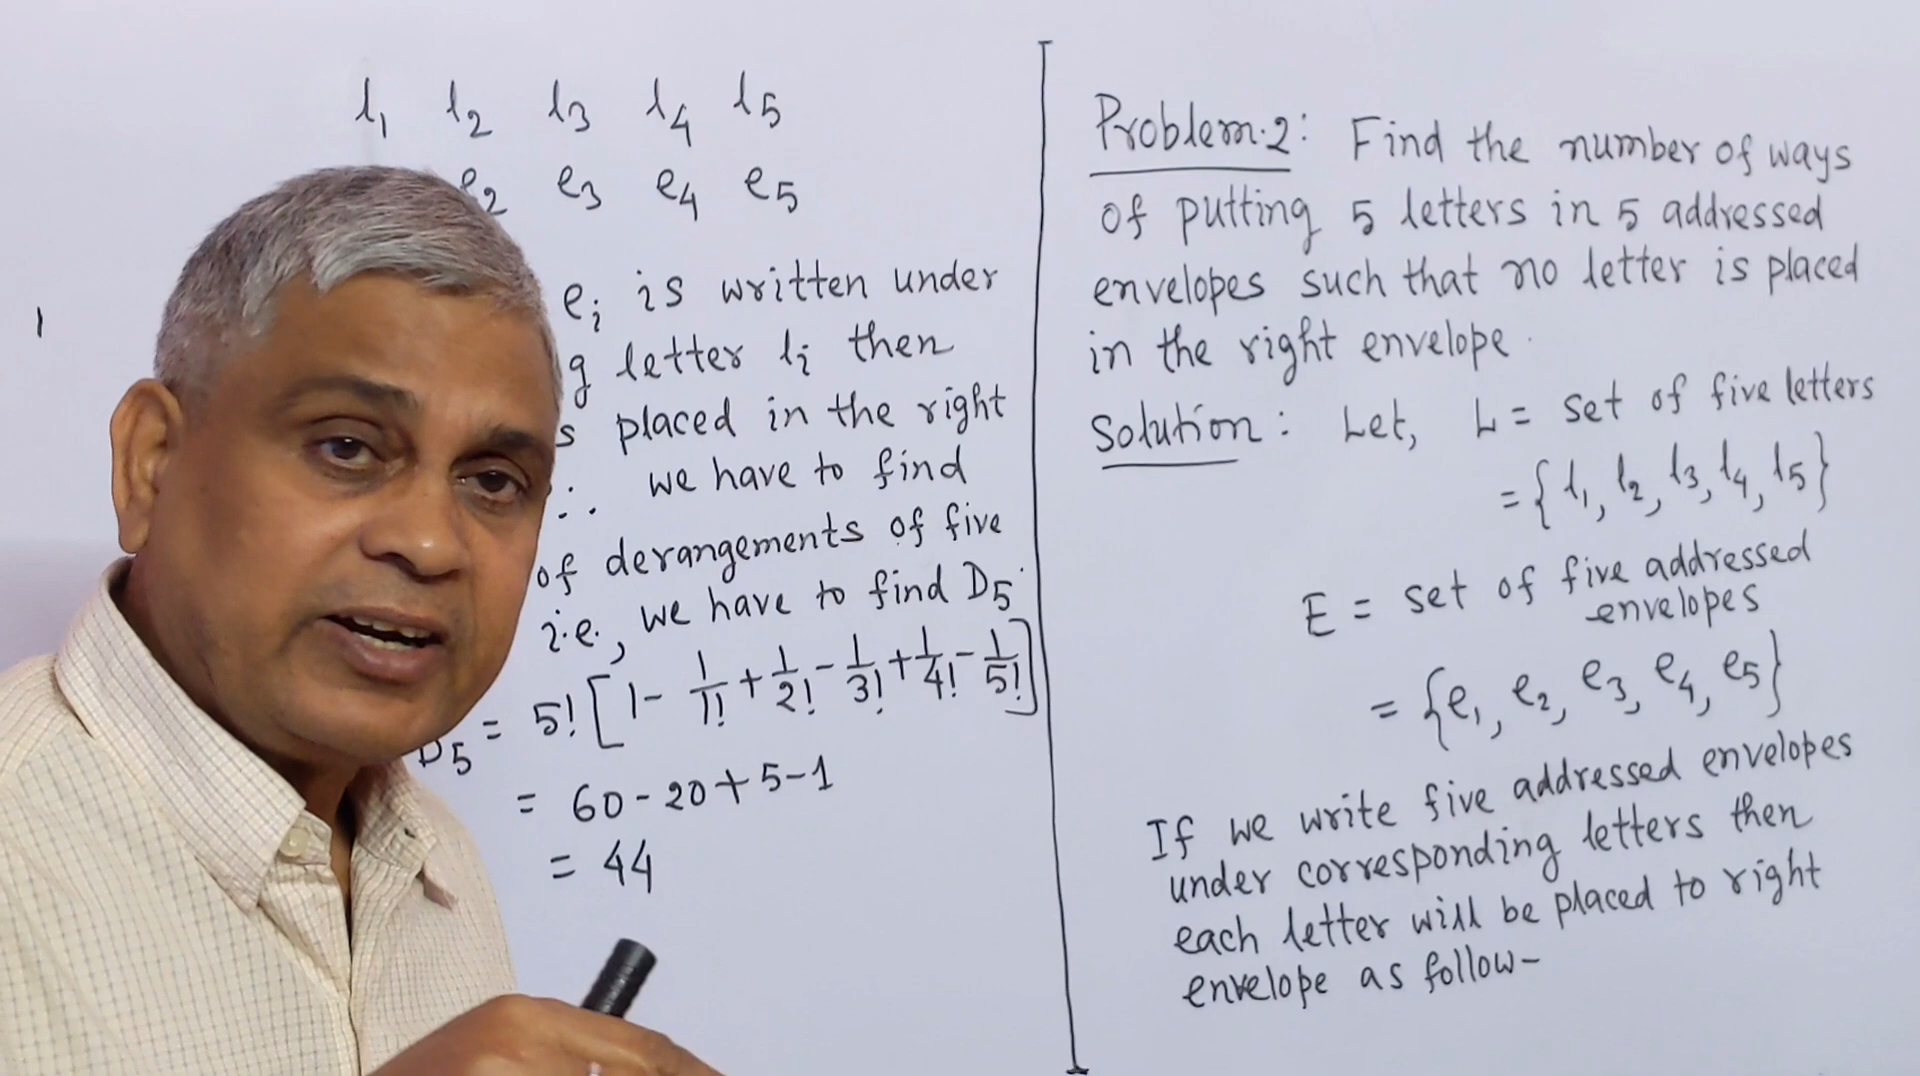 Problem.2: Find the number of ways
of putting 5 letters in 5 addressed
envelopes such that no letter is placed
in the right envelope.
Solution: Let, L = set of five letters
= {l₁, l₂, l₃, l₄, l₅}
E = set of five addressed
envelopes
= {e₁, e₂, e₃, e₄, e₅}
If we write five addressed envelopes
under corresponding letters then
each letter will be placed to right
envelope as follow-
l₁ l₂ l₃ l₄ l₅
e₂ e₃ e₄ e₅
eᵢ is written under
g letter lᵢ then
s placed in the right
∴ we have to find
of derangements of five
i.e., we have to find D₅.
D₅ = 5! [1 - 1/1! + 1/2! - 1/3! + 1/4! - 1/5!]
= 60 - 20 + 5 - 1
= 44